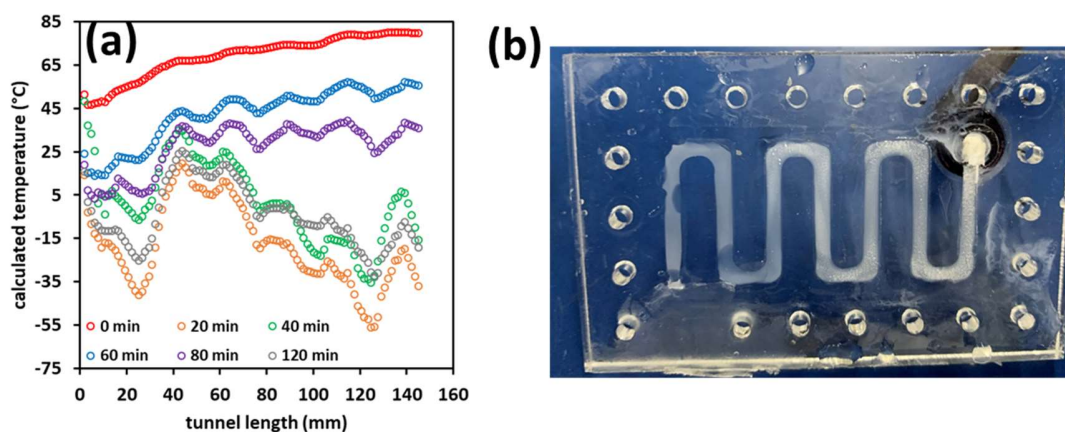 (a)
calculated temperature (°C)
85
65
45
25
5
-15
-35
-55
-75
0 min
20 min
40 min
60 min
80 min
120 min
0
20
40
60
80
100
120
140
160
tunnel length (mm)
(b)